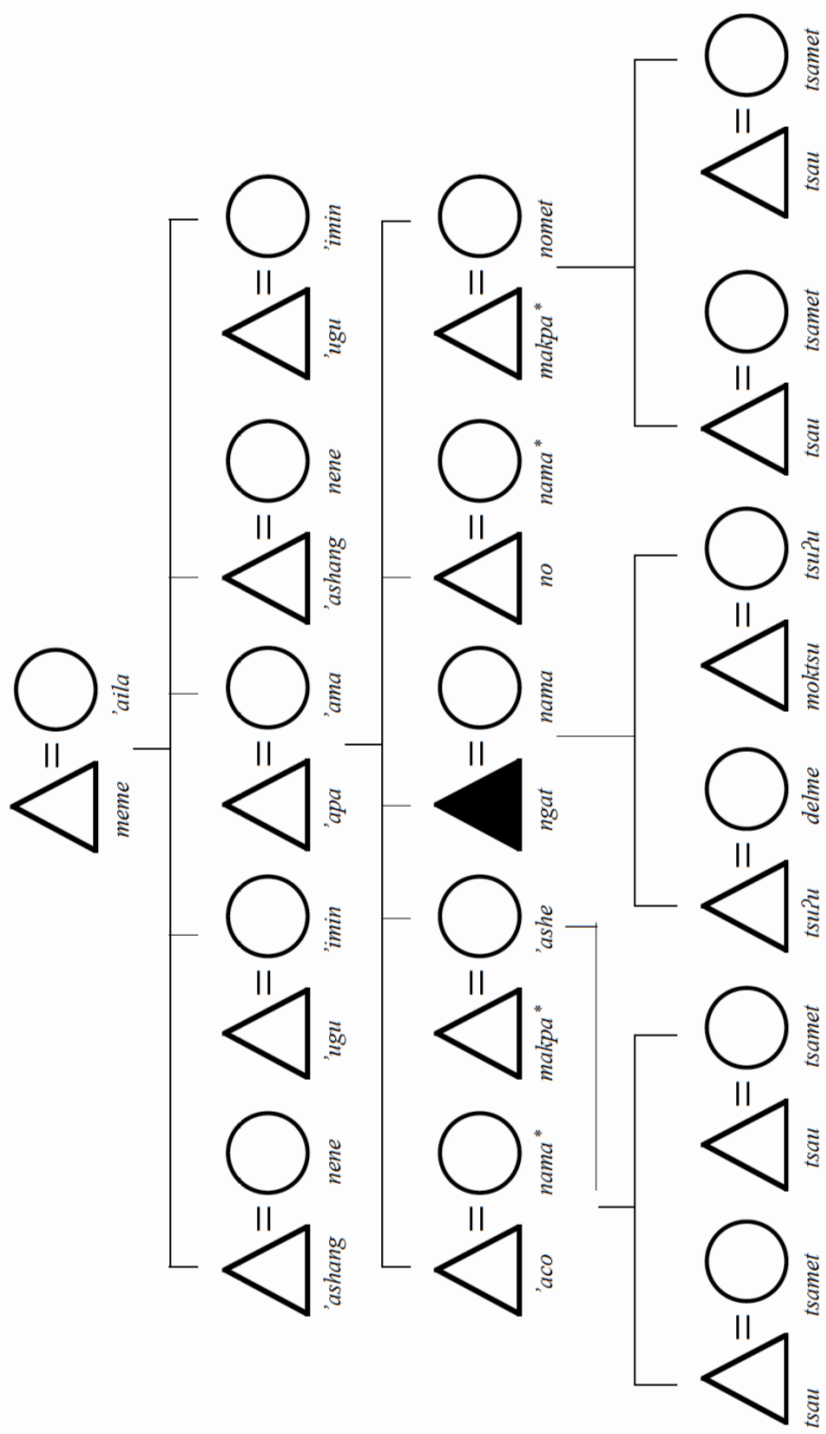 meme 'aila
'ashang nene 'ugu 'imin 'apa 'ama 'ashang nene 'ugu 'imin
'aco nama* makpa* 'ashe ngat nama no nama* makpa* nomet
tsau tsamet tsau tsamet tsuʔu delme moktsu tsuʔu tsau tsamet tsau tsamet